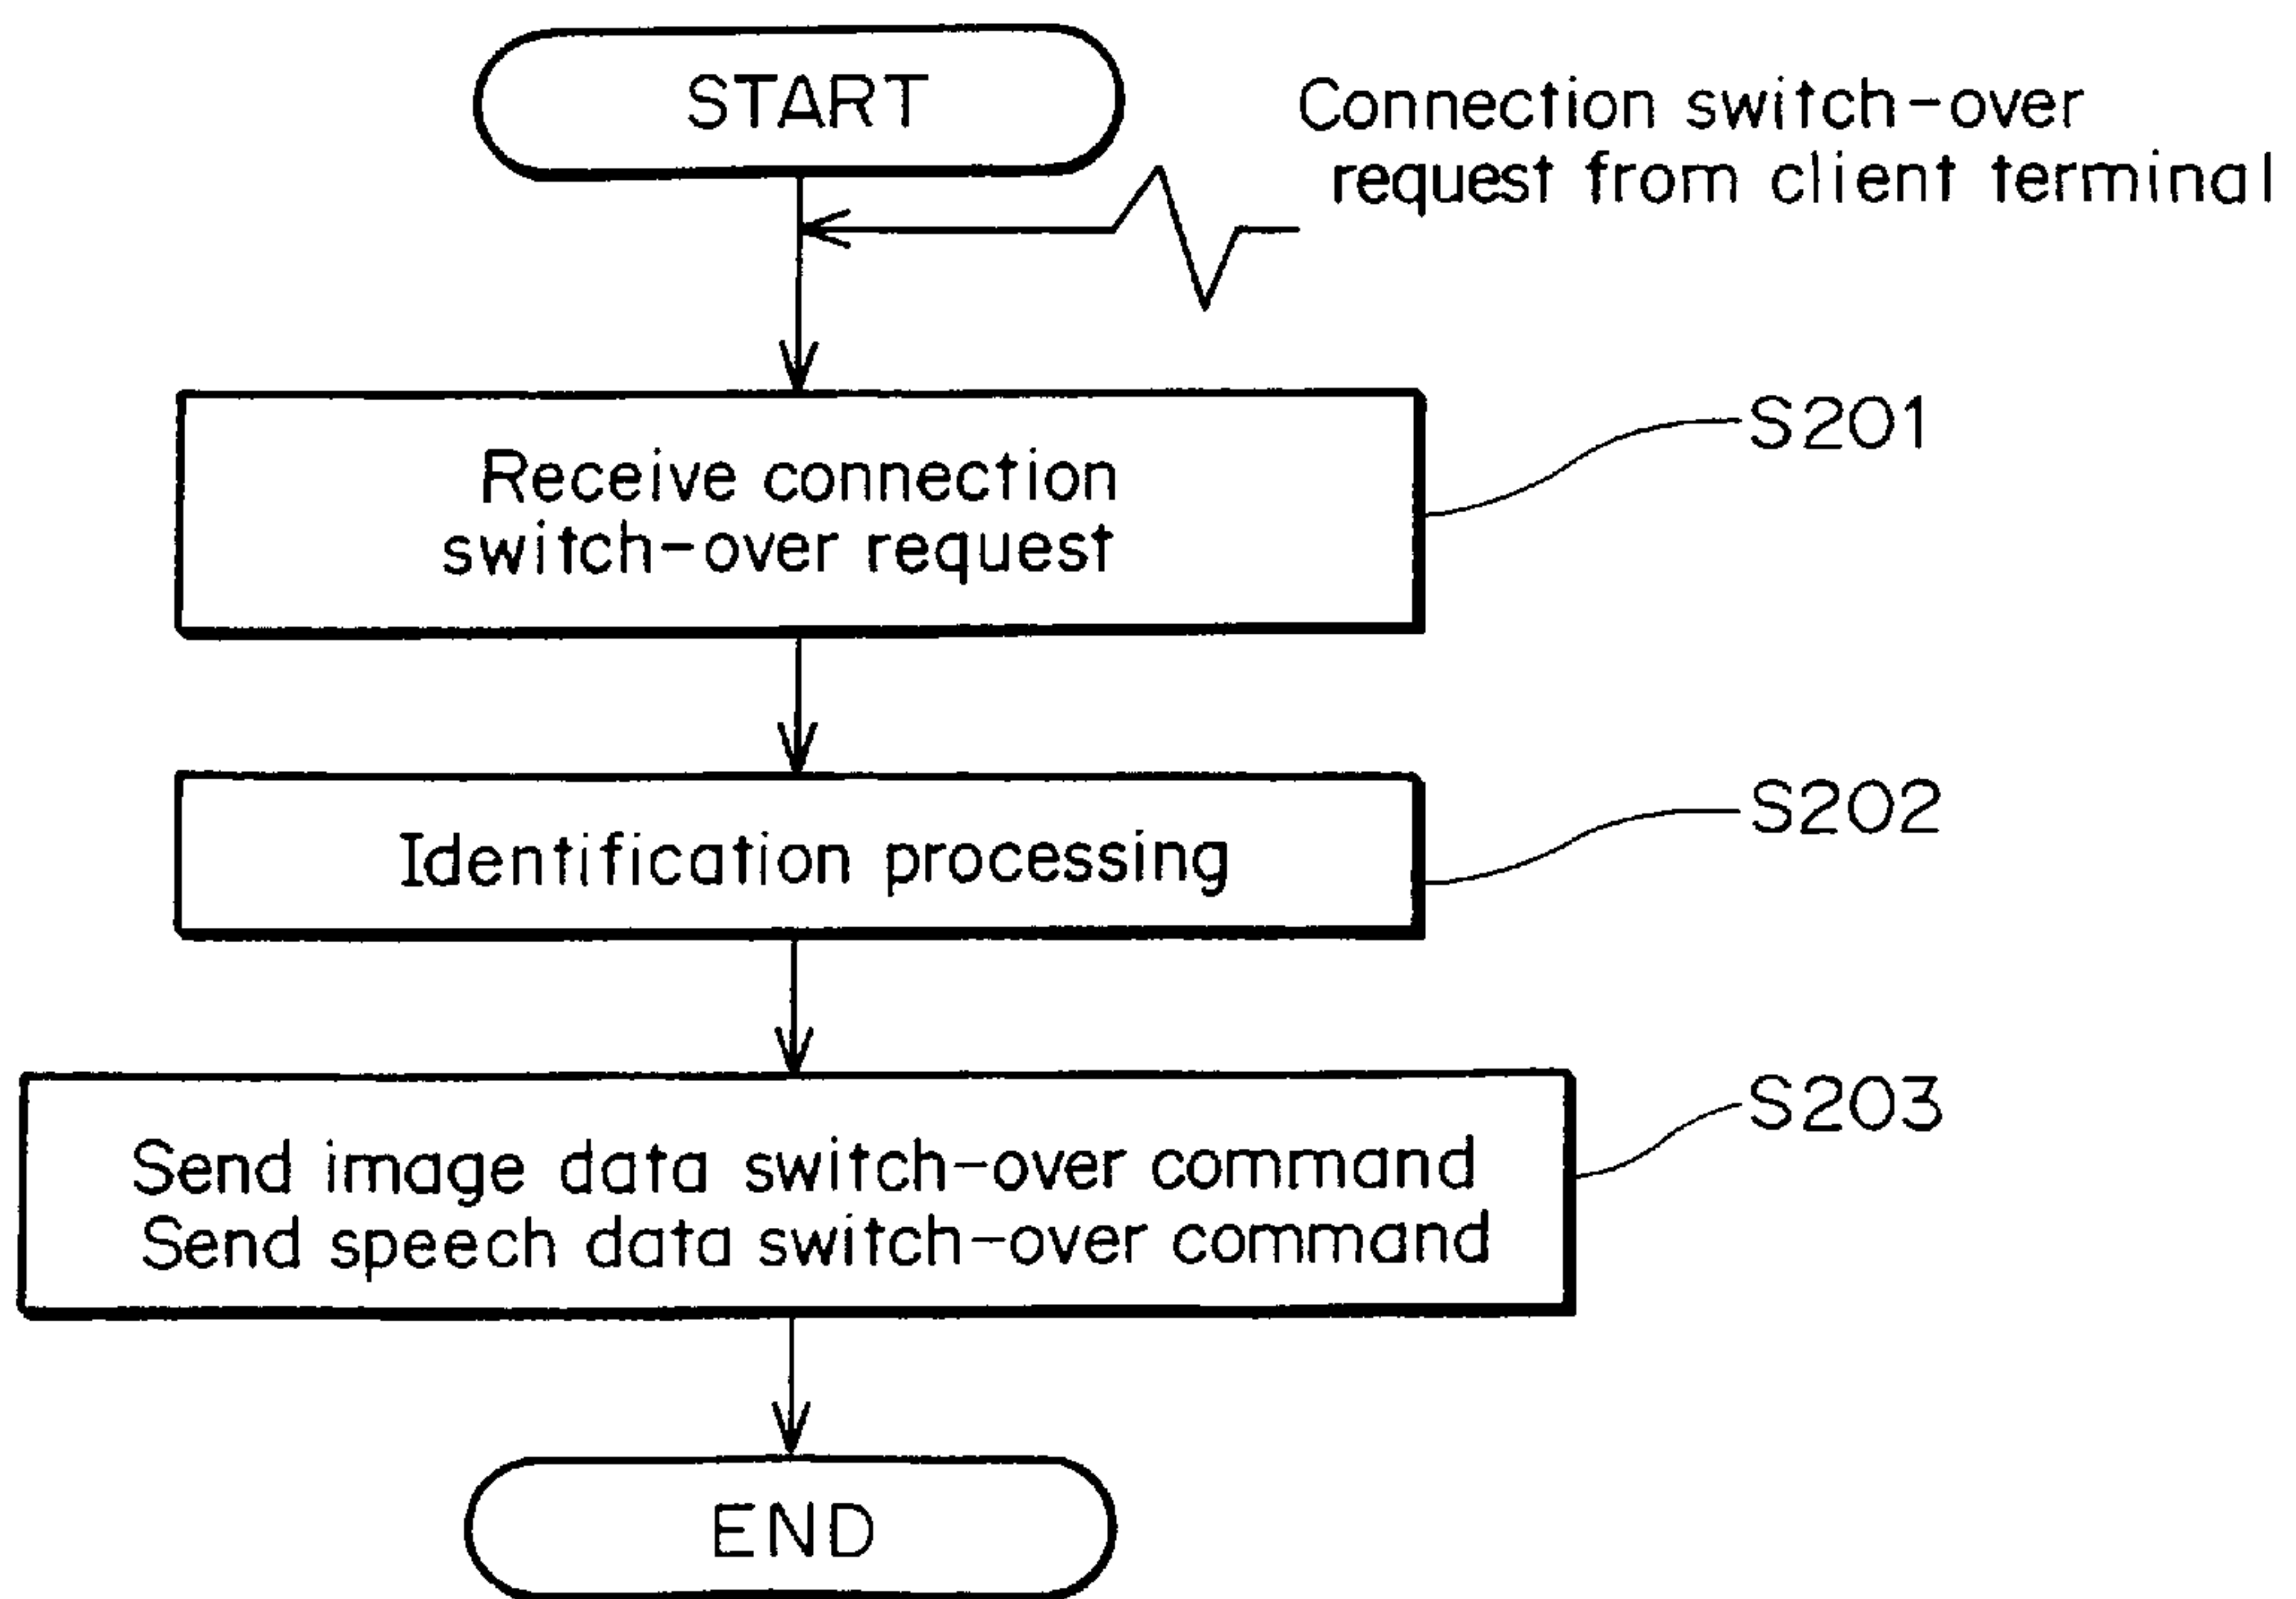 START
Connection switch-over
request from client terminal
Receive connection
switch-over request
S201
Identification processing
S202
Send image data switch-over command
Send speech data switch-over command
S203
END